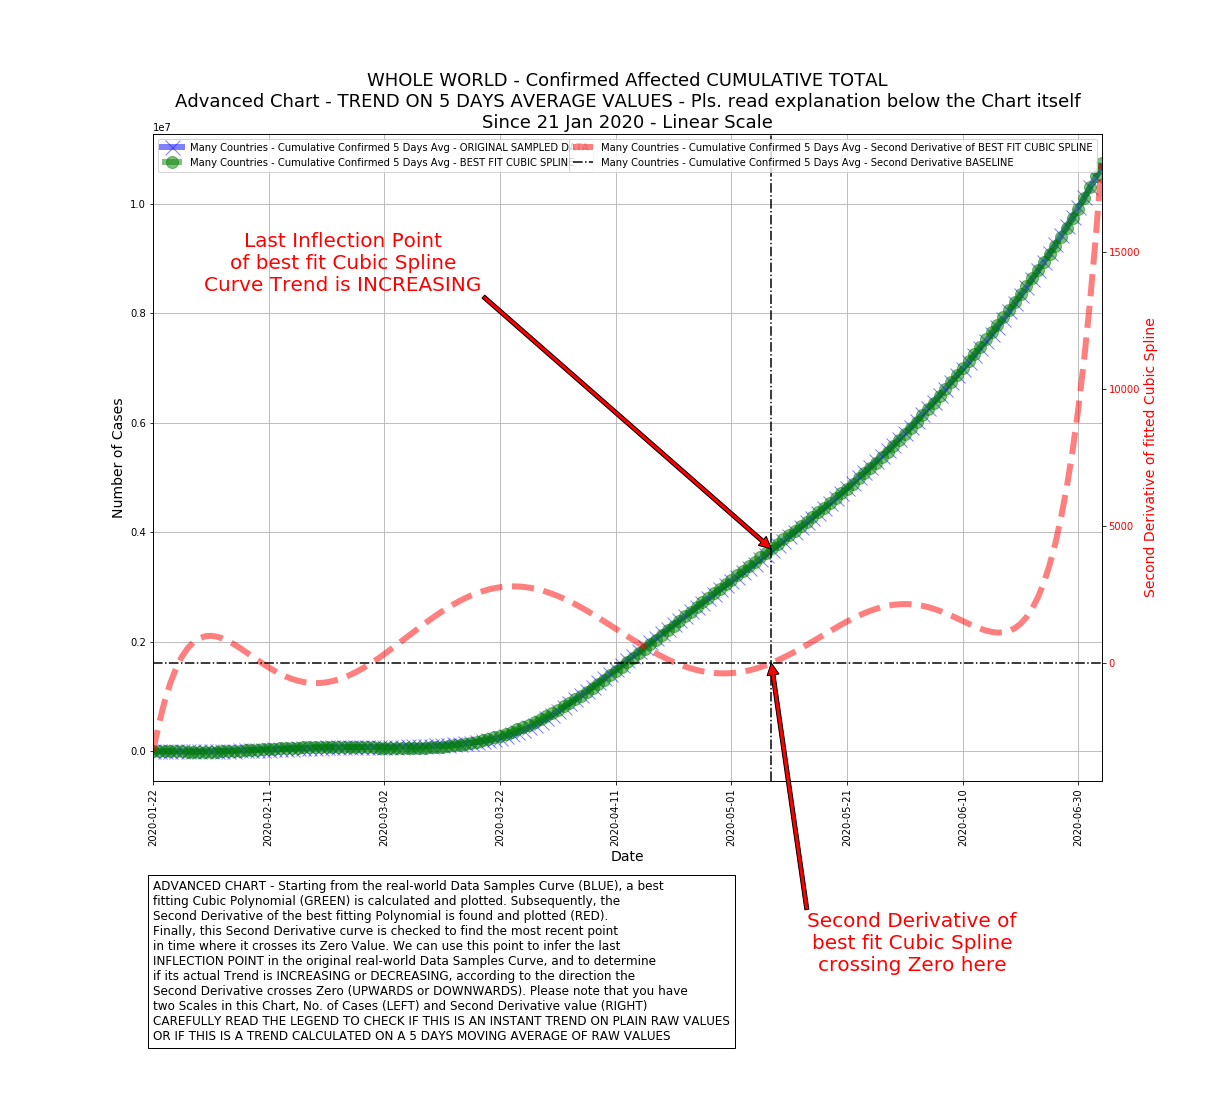 WHOLE WORLD - Confirmed Affected CUMULATIVE TOTAL
Advanced Chart - TREND ON 5 DAYS AVERAGE VALUES - Pls. read explanation below the Chart itself
Since 21 Jan 2020 - Linear Scale
1e7
Many Countries - Cumulative Confirmed 5 Days Avg - ORIGINAL SAMPLED DATA
Many Countries - Cumulative Confirmed 5 Days Avg - BEST FIT CUBIC SPLIN
Many Countries - Cumulative Confirmed 5 Days Avg - Second Derivative of BEST FIT CUBIC SPLINE
Many Countries - Cumulative Confirmed 5 Days Avg - Second Derivative BASELINE
Last Inflection Point
of best fit Cubic Spline
Curve Trend is INCREASING
Number of Cases
1.0
0.8
0.6
0.4
0.2
0.0
15000
10000
5000
0
Second Derivative of fitted Cubic Spline
2020-01-22
2020-02-11
2020-03-02
2020-03-22
2020-04-11
2020-05-01
2020-05-21
2020-06-10
2020-06-30
Date
Second Derivative of
best fit Cubic Spline
crossing Zero here
ADVANCED CHART - Starting from the real-world Data Samples Curve (BLUE), a best
fitting Cubic Polynomial (GREEN) is calculated and plotted. Subsequently, the
Second Derivative of the best fitting Polynomial is found and plotted (RED).
Finally, this Second Derivative curve is checked to find the most recent point
in time where it crosses its Zero Value. We can use this point to infer the last
INFLECTION POINT in the original real-world Data Samples Curve, and to determine
if its actual Trend is INCREASING or DECREASING, according to the direction the
Second Derivative crosses Zero (UPWARDS or DOWNWARDS). Please note that you have
two Scales in this Chart, No. of Cases (LEFT) and Second Derivative value (RIGHT)
CAREFULLY READ THE LEGEND TO CHECK IF THIS IS AN INSTANT TREND ON PLAIN RAW VALUES
OR IF THIS IS A TREND CALCULATED ON A 5 DAYS MOVING AVERAGE OF RAW VALUES